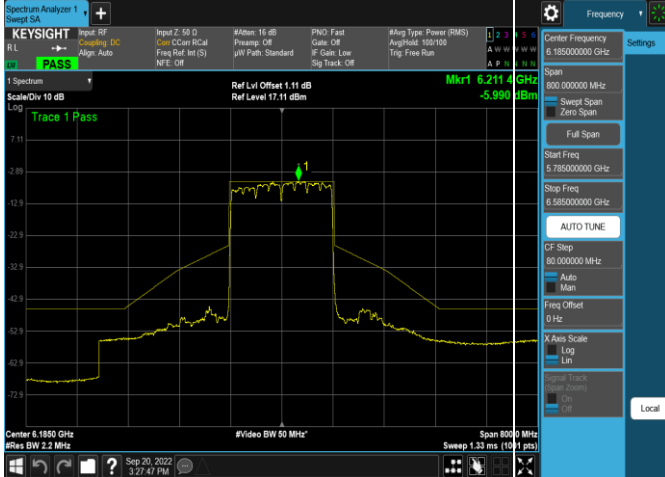 Spectrum Analyzer 1
Swept SA
+
Frequency
KEYSIGHT
RL
LV
PASS
Input: RF
Coupling: DC
Align: Auto
Input Z: 50 Ω
Corr CCorr RCal
Freq Ref: Int (S)
NFE: Off
#Atten: 16 dB
Preamp: Off
µW Path: Standard
PNO: Fast
Gate: Off
IF Gain: Low
Sig Track: Off
#Avg Type: Power (RMS)
Avg|Hold: 100/100
Trig: Free Run
1 2 3 4 5 6
A W W W W W
A P N N N N
1 Spectrum
Scale/Div 10 dB
Log
Ref Lvl Offset 1.11 dB
Ref Level 17.11 dBm
Mkr1 6.211 4 GHz
-5.990 dBm
Trace 1 Pass
1
7.11
-2.89
-12.9
-22.9
-32.9
-42.9
-52.9
-62.9
-72.9
Center 6.1850 GHz
#Res BW 2.2 MHz
#Video BW 50 MHz*
Span 800.0 MHz
Sweep 1.33 ms (1001 pts)
Sep 20, 2022
3:27:47 PM
Center Frequency
6.185000000 GHz
Settings
Span
800.000000 MHz
Swept Span
Zero Span
Full Span
Start Freq
5.785000000 GHz
Stop Freq
6.585000000 GHz
AUTO TUNE
CF Step
80.000000 MHz
Auto
Man
Freq Offset
0 Hz
X Axis Scale
Log
Lin
Signal Track
(Span Zoom)
On
Off
Local